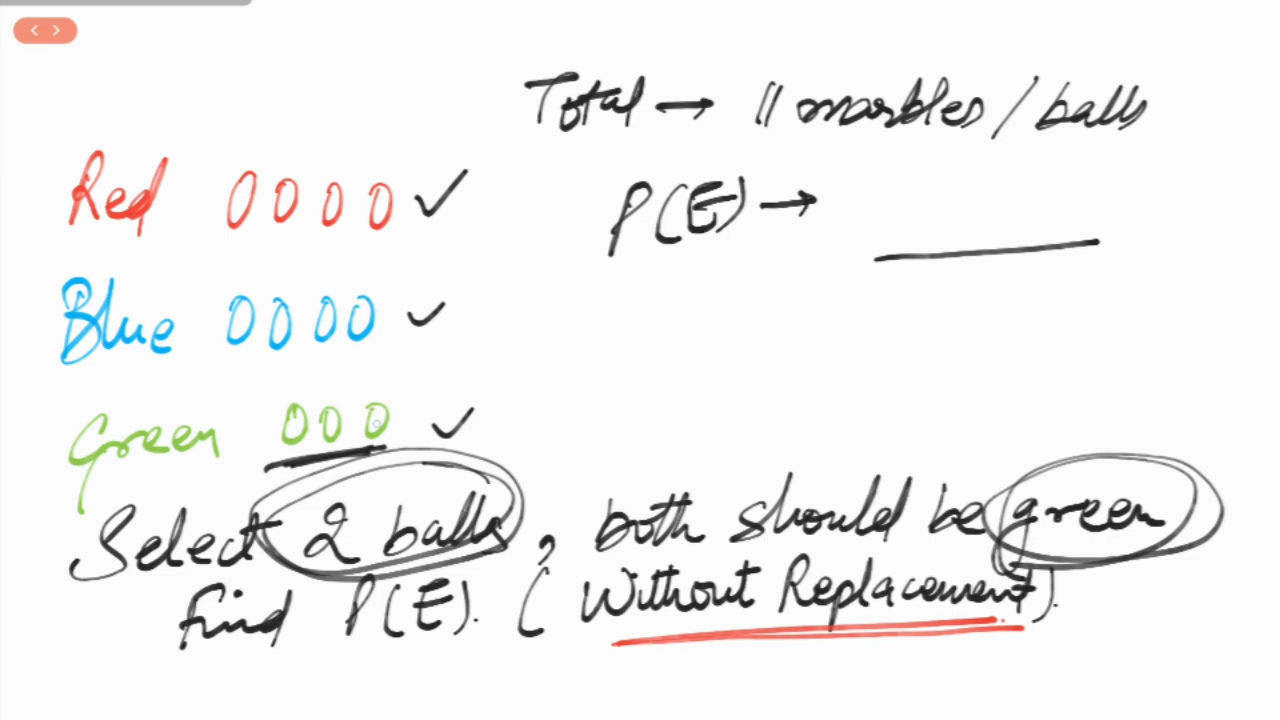 Total → 11 marbles / balls
Red 0000 ✓
P(E) →
Blue 0000 ✓
Green 000 ✓
Select 2 balls, both should be green
Find P(E). (Without Replacement).